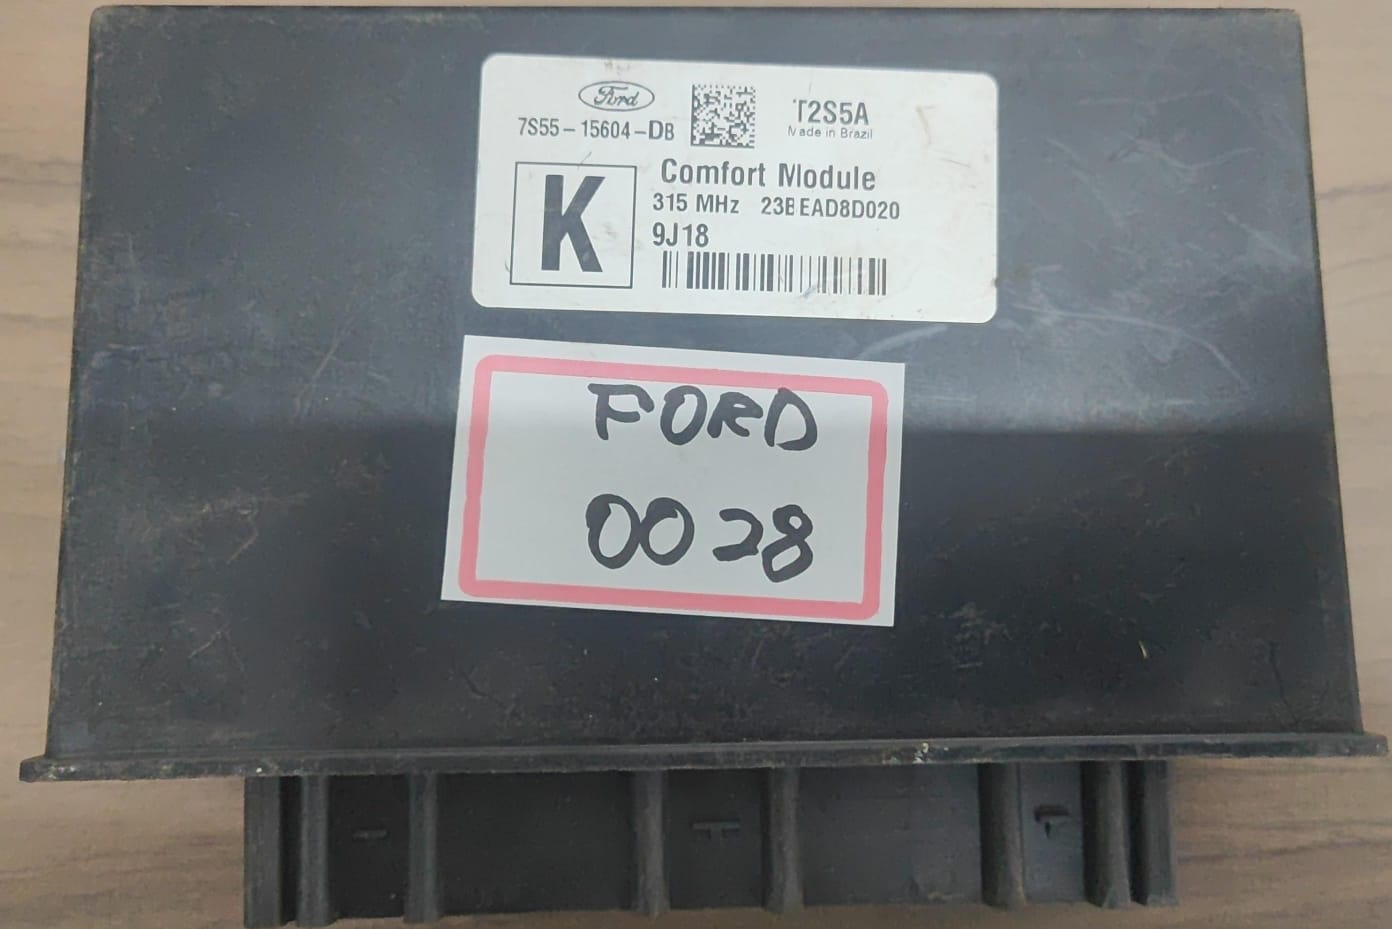 Ford
7S55-15604-DB
T2S5A
Made in Brazil
K
Comfort Module
315 MHz 23BEAD8D020
9J18
FORD
0028